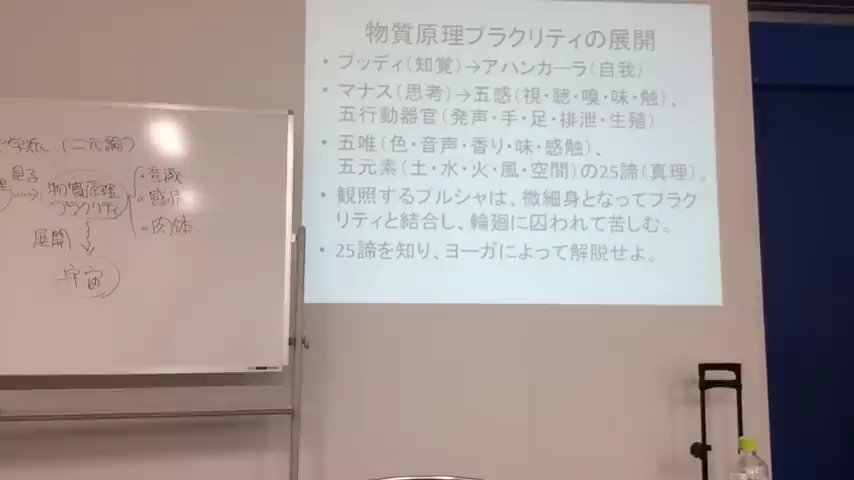 物質原理プラクリティの展開
・ブッディ(知覚)→アハンカーラ(自我)
・マナス(思考)→五感(視・聴・嗅・味・触)、
五行動器官(発声・手・足・排泄・生殖)
・五唯(色・音声・香り・味・感触)、
五元素(土・水・火・風・空間)の25諦(真理)。
・観照するプルシャは、微細身となってプラク
リティと結合し、輪廻に囚われて苦しむ。
・25諦を知り、ヨーガによって解脱せよ。
(二元論)
見る
物質原理
プラクリティ
・意識
・感情
・肉体
展開
宇宙